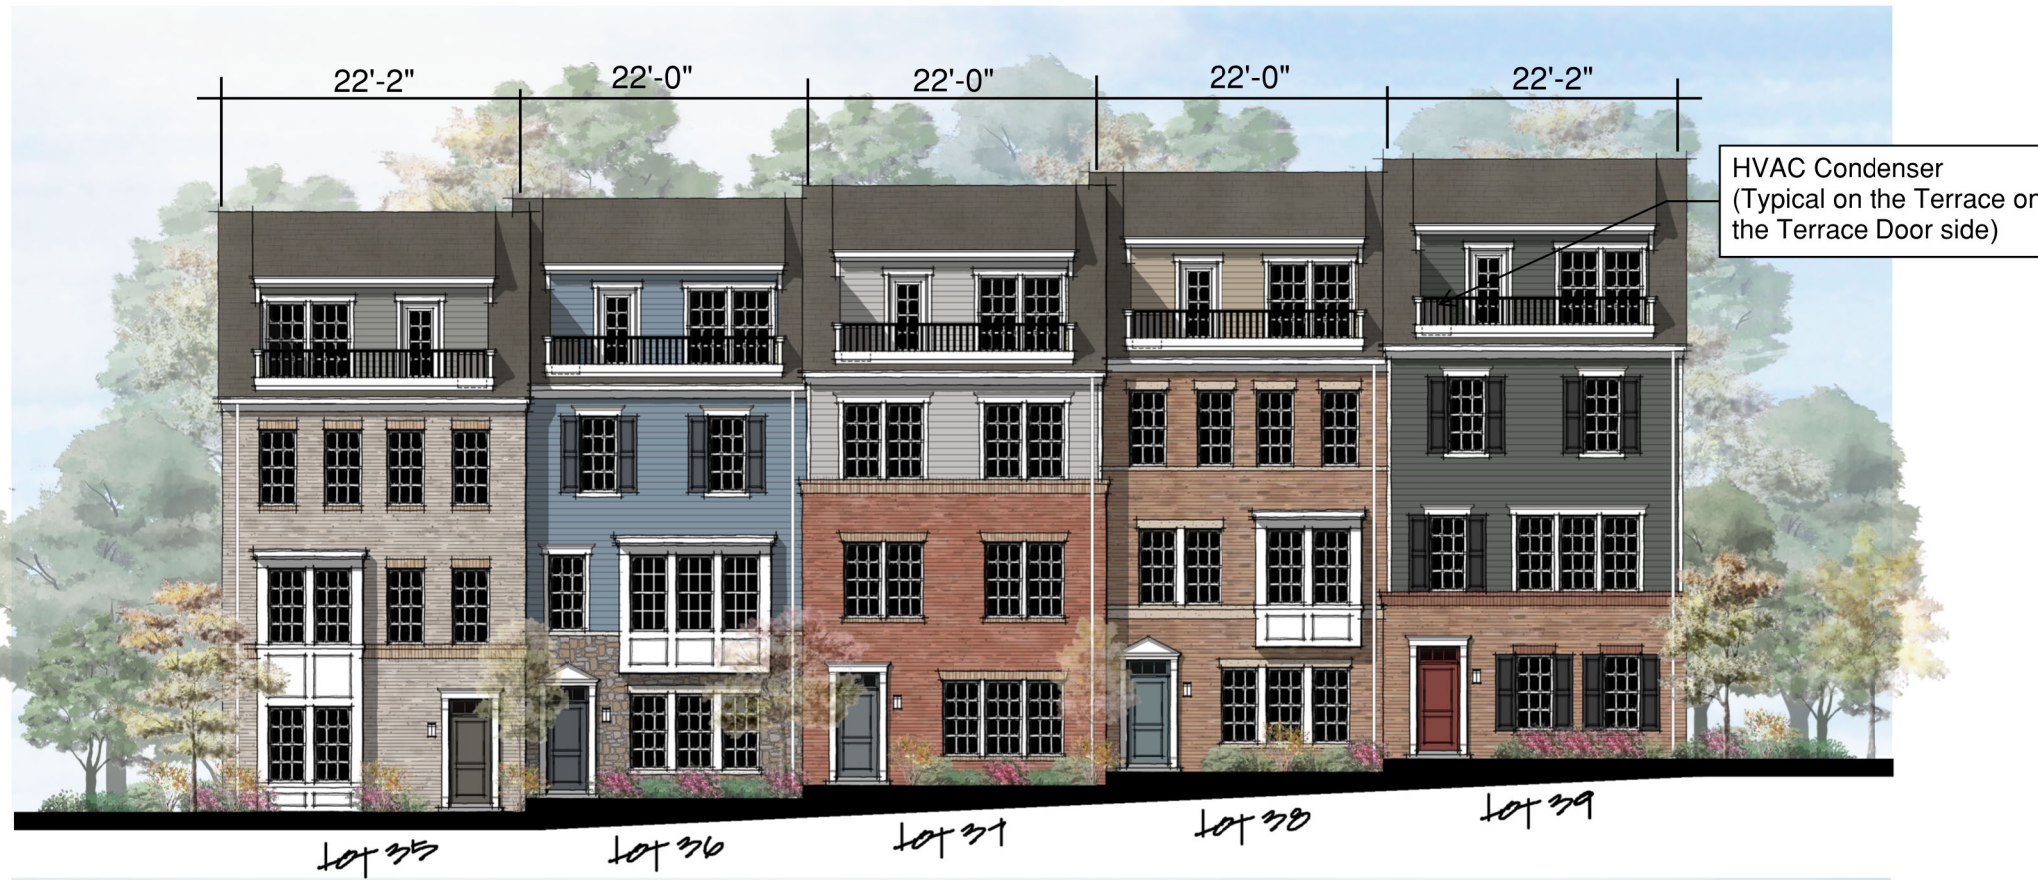 22'-2" 22'-0" 22'-0" 22'-0" 22'-2"
HVAC Condenser
(Typical on the Terrace on
the Terrace Door side)
Lot 35 Lot 36 Lot 37 Lot 38 Lot 39